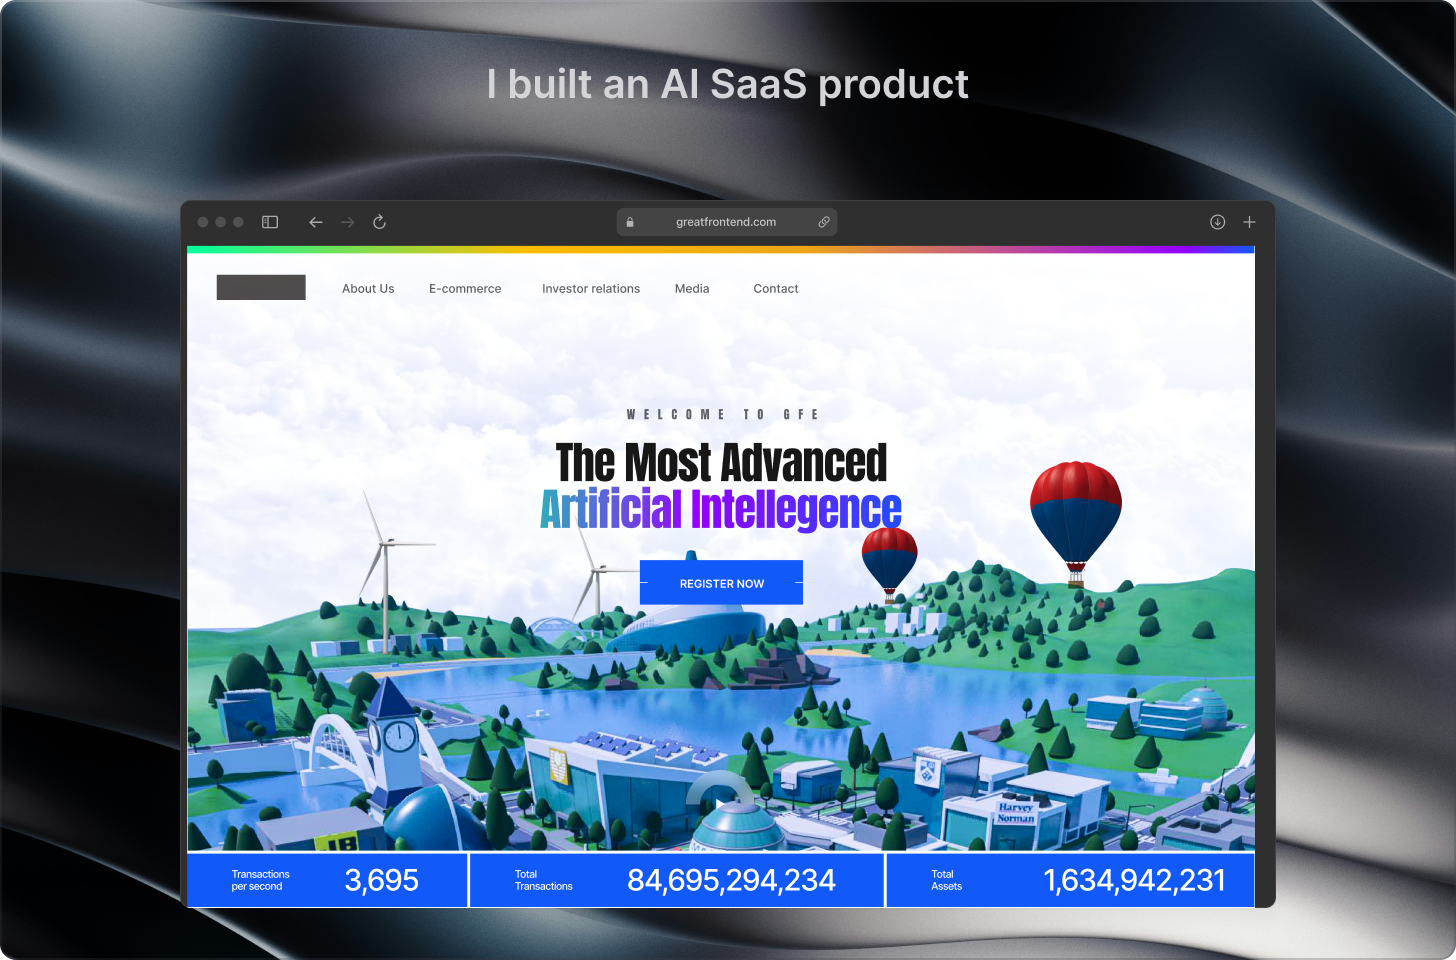 I built an AI SaaS product
greatfrontend.com
About Us E-commerce Investor relations Media Contact
WELCOME TO GFE
The Most Advanced
Artificial Intellegence
REGISTER NOW
Harvey
Norman
Transactions
per second
3,695
Total
Transactions
84,695,294,234
Total
Assets
1,634,942,231